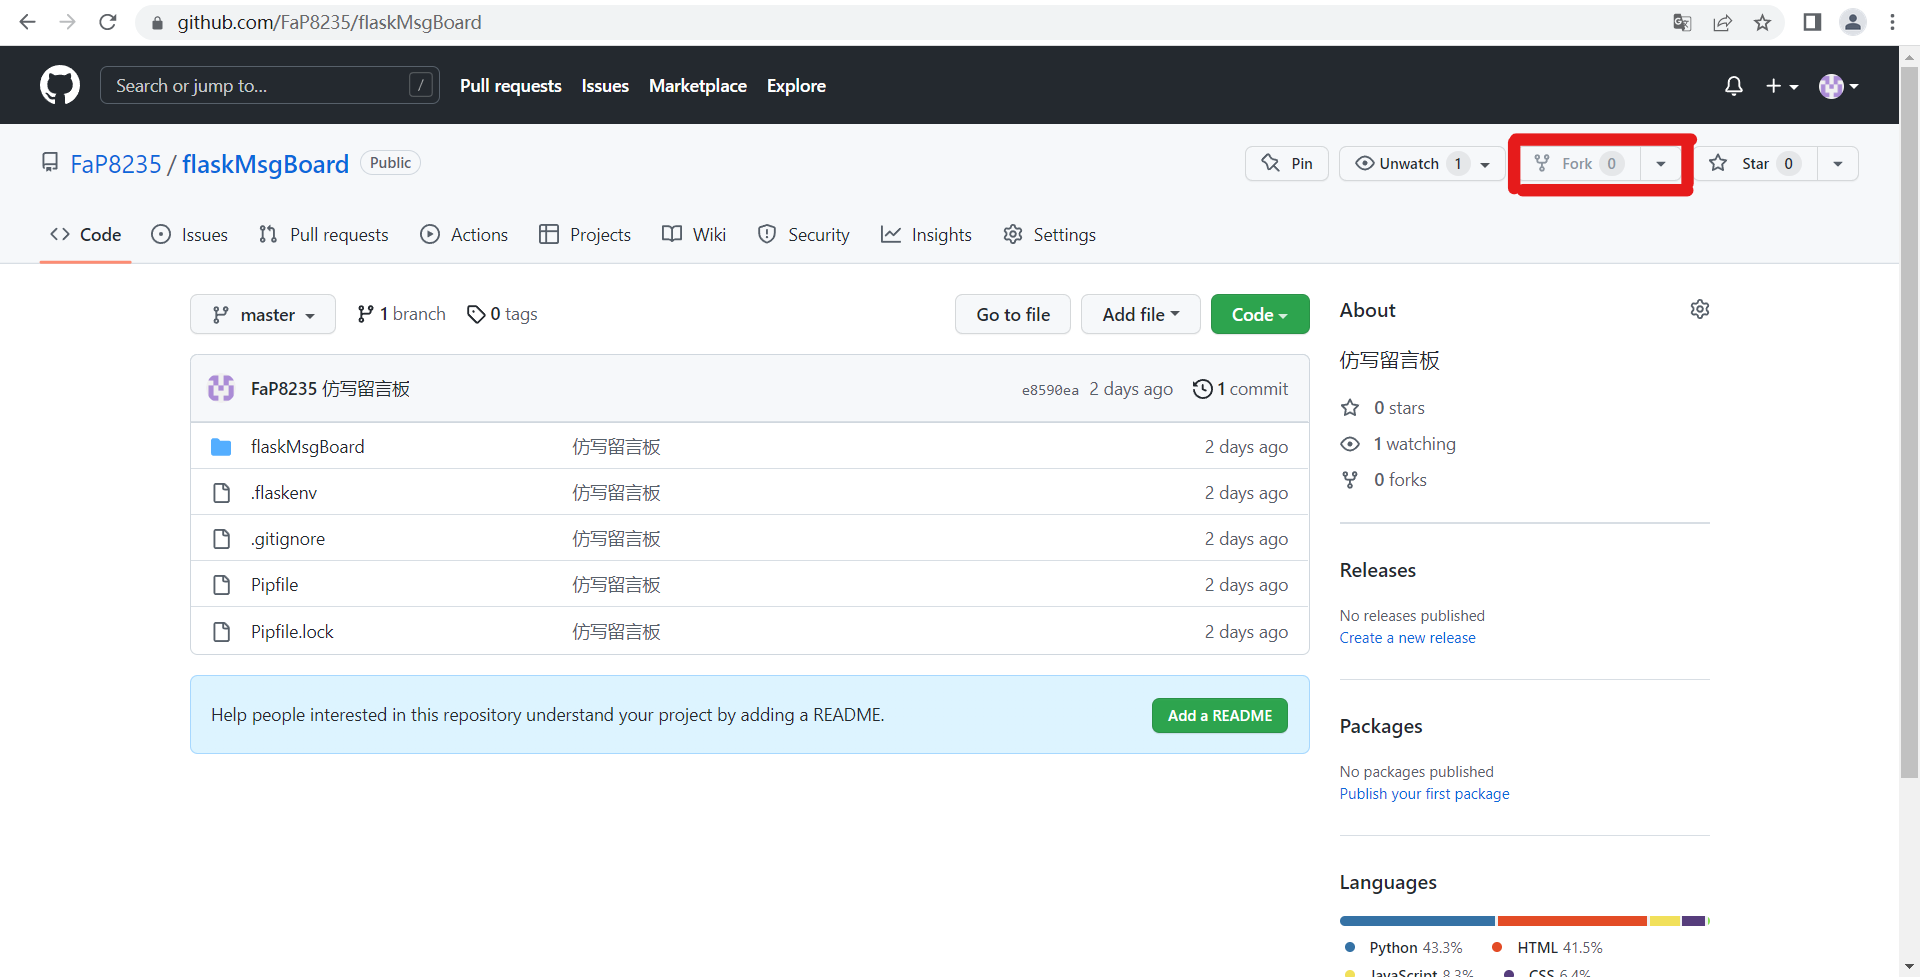 github.com/FaP8235/flaskMsgBoard
Search or jump to... /
Pull requests Issues Marketplace Explore
FaP8235 / flaskMsgBoard Public
Pin Unwatch 1 Fork 0 Star 0
Code Issues Pull requests Actions Projects Wiki Security Insights Settings
master 1 branch 0 tags Go to file Add file Code
FaP8235 仿写留言板 e8590ea 2 days ago 1 commit
flaskMsgBoard 仿写留言板 2 days ago
.flaskenv 仿写留言板 2 days ago
.gitignore 仿写留言板 2 days ago
Pipfile 仿写留言板 2 days ago
Pipfile.lock 仿写留言板 2 days ago
Help people interested in this repository understand your project by adding a README. Add a README
About
仿写留言板
0 stars
1 watching
0 forks
Releases
No releases published
Create a new release
Packages
No packages published
Publish your first package
Languages
Python 43.3% HTML 41.5%
JavaScript 8.3% CSS 6.4%